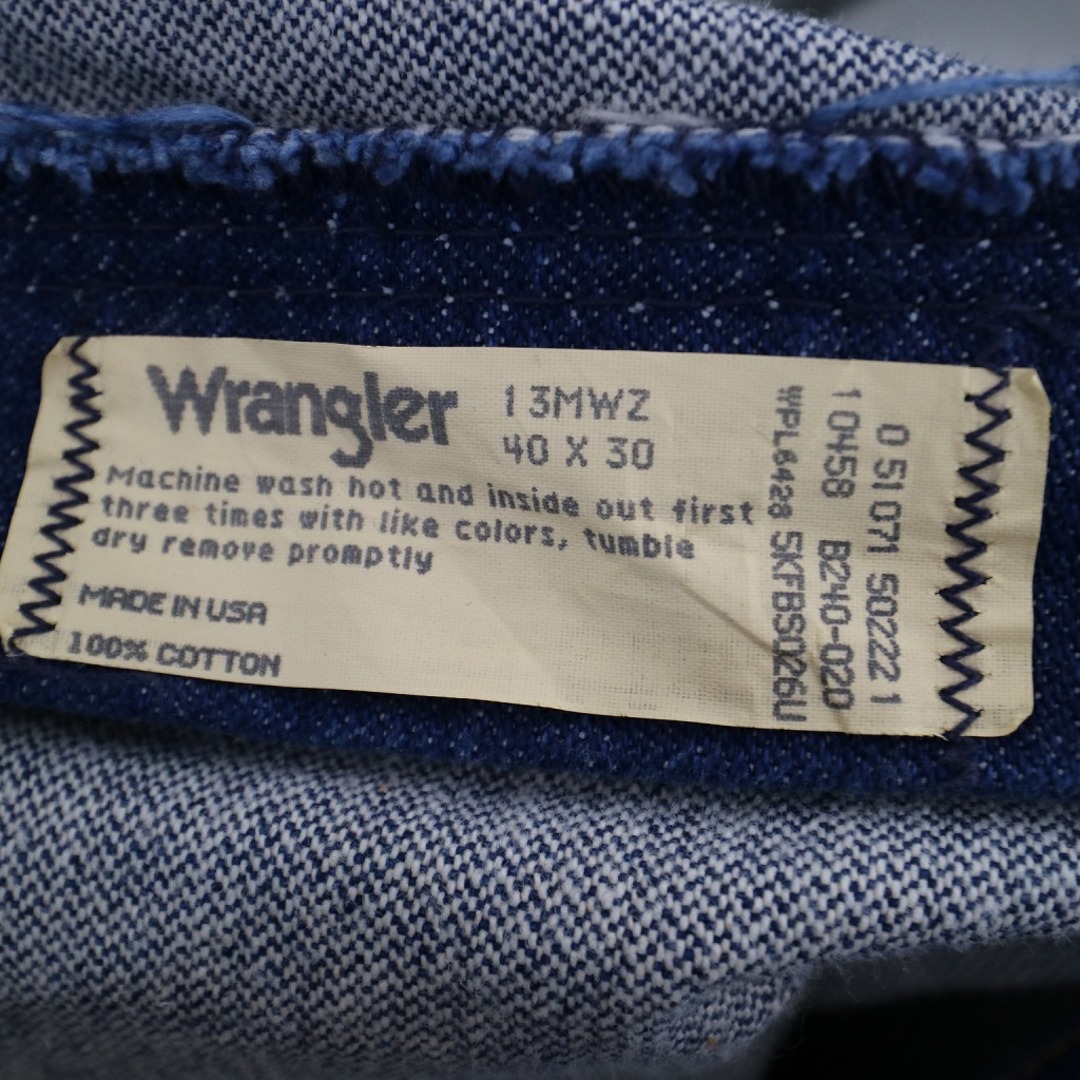 Wrangler 13MWZ
40 X 30
Machine wash hot and inside out first
three times with like colors, tumble
dry remove promptly
MADE IN USA
100% COTTON
0 51071 50222 1
10458 B240-020
WPL6428 5KFBS026U